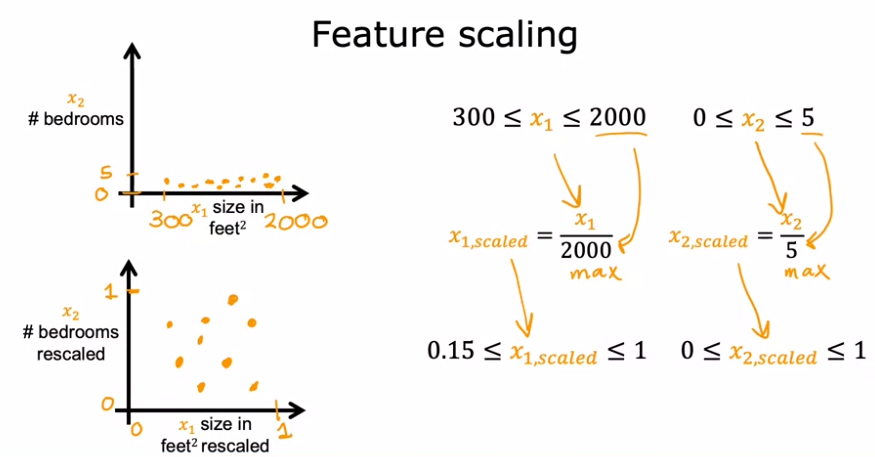 Feature scaling
x₂
# bedrooms
5
0
300 x₁ size in 2000
feet²
1
x₂
# bedrooms
rescaled
0
0 x₁ size in 1
feet² rescaled
300 ≤ x₁ ≤ 2000
0 ≤ x₂ ≤ 5
x₁,scaled = x₁/2000
max
x₂,scaled = x₂/5
max
0.15 ≤ x₁,scaled ≤ 1
0 ≤ x₂,scaled ≤ 1